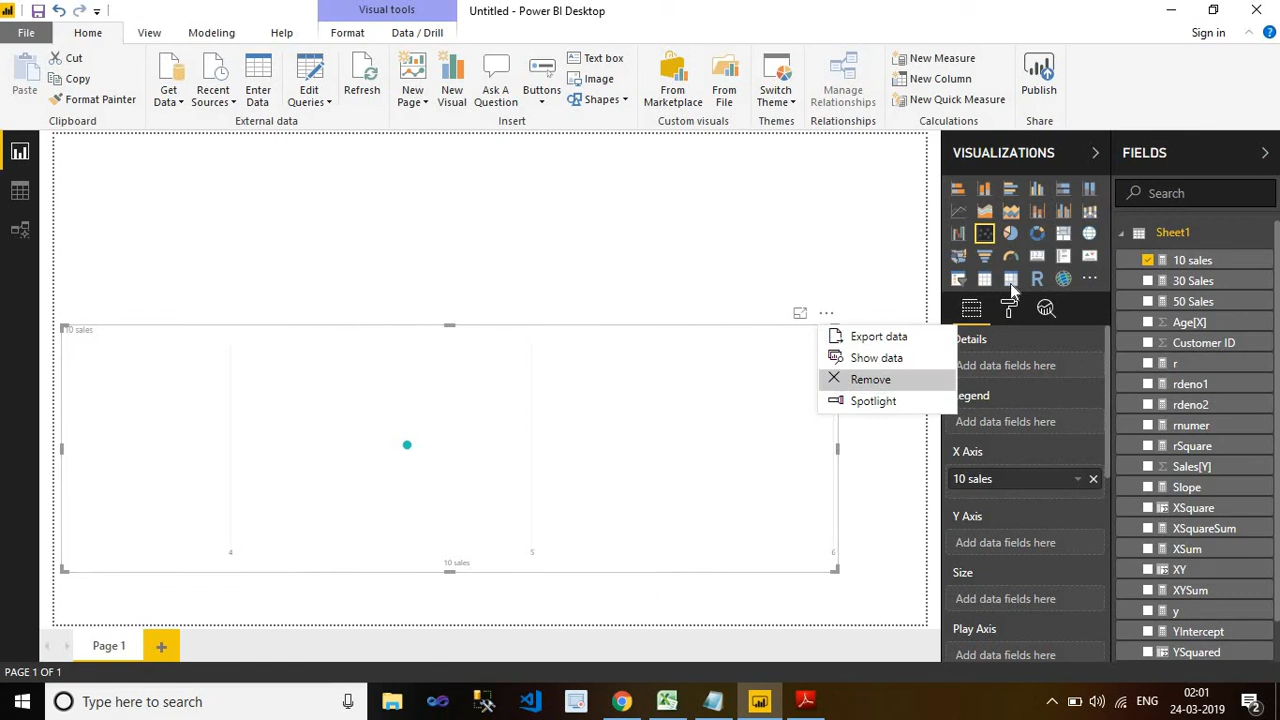 Visual tools
Untitled - Power BI Desktop
File
Home
View
Modeling
Help
Format
Data / Drill
Sign in
Paste
Cut
Copy
Format Painter
Clipboard
Get Data
Recent Sources
Enter Data
Edit Queries
Refresh
External data
New Page
New Visual
Ask A Question
Buttons
Text box
Image
Shapes
Insert
From Marketplace
From File
Custom visuals
Switch Theme
Themes
Manage Relationships
Relationships
New Measure
New Column
New Quick Measure
Calculations
Publish
Share
10 sales
4
5
6
10 sales
Export data
Show data
Remove
Spotlight
VISUALIZATIONS
R
Details
Add data fields here
Legend
Add data fields here
X Axis
10 sales
Y Axis
Add data fields here
Size
Add data fields here
Play Axis
Add data fields here
FIELDS
Search
Sheet1
10 sales
30 Sales
50 Sales
Age[X]
Customer ID
r
rdeno1
rdeno2
rnumer
rSquare
Sales[Y]
Slope
XSquare
XSquareSum
XSum
XY
XYSum
y
YIntercept
YSquared
Page 1
PAGE 1 OF 1
Type here to search
ENG
02:01
24-03-2019
2